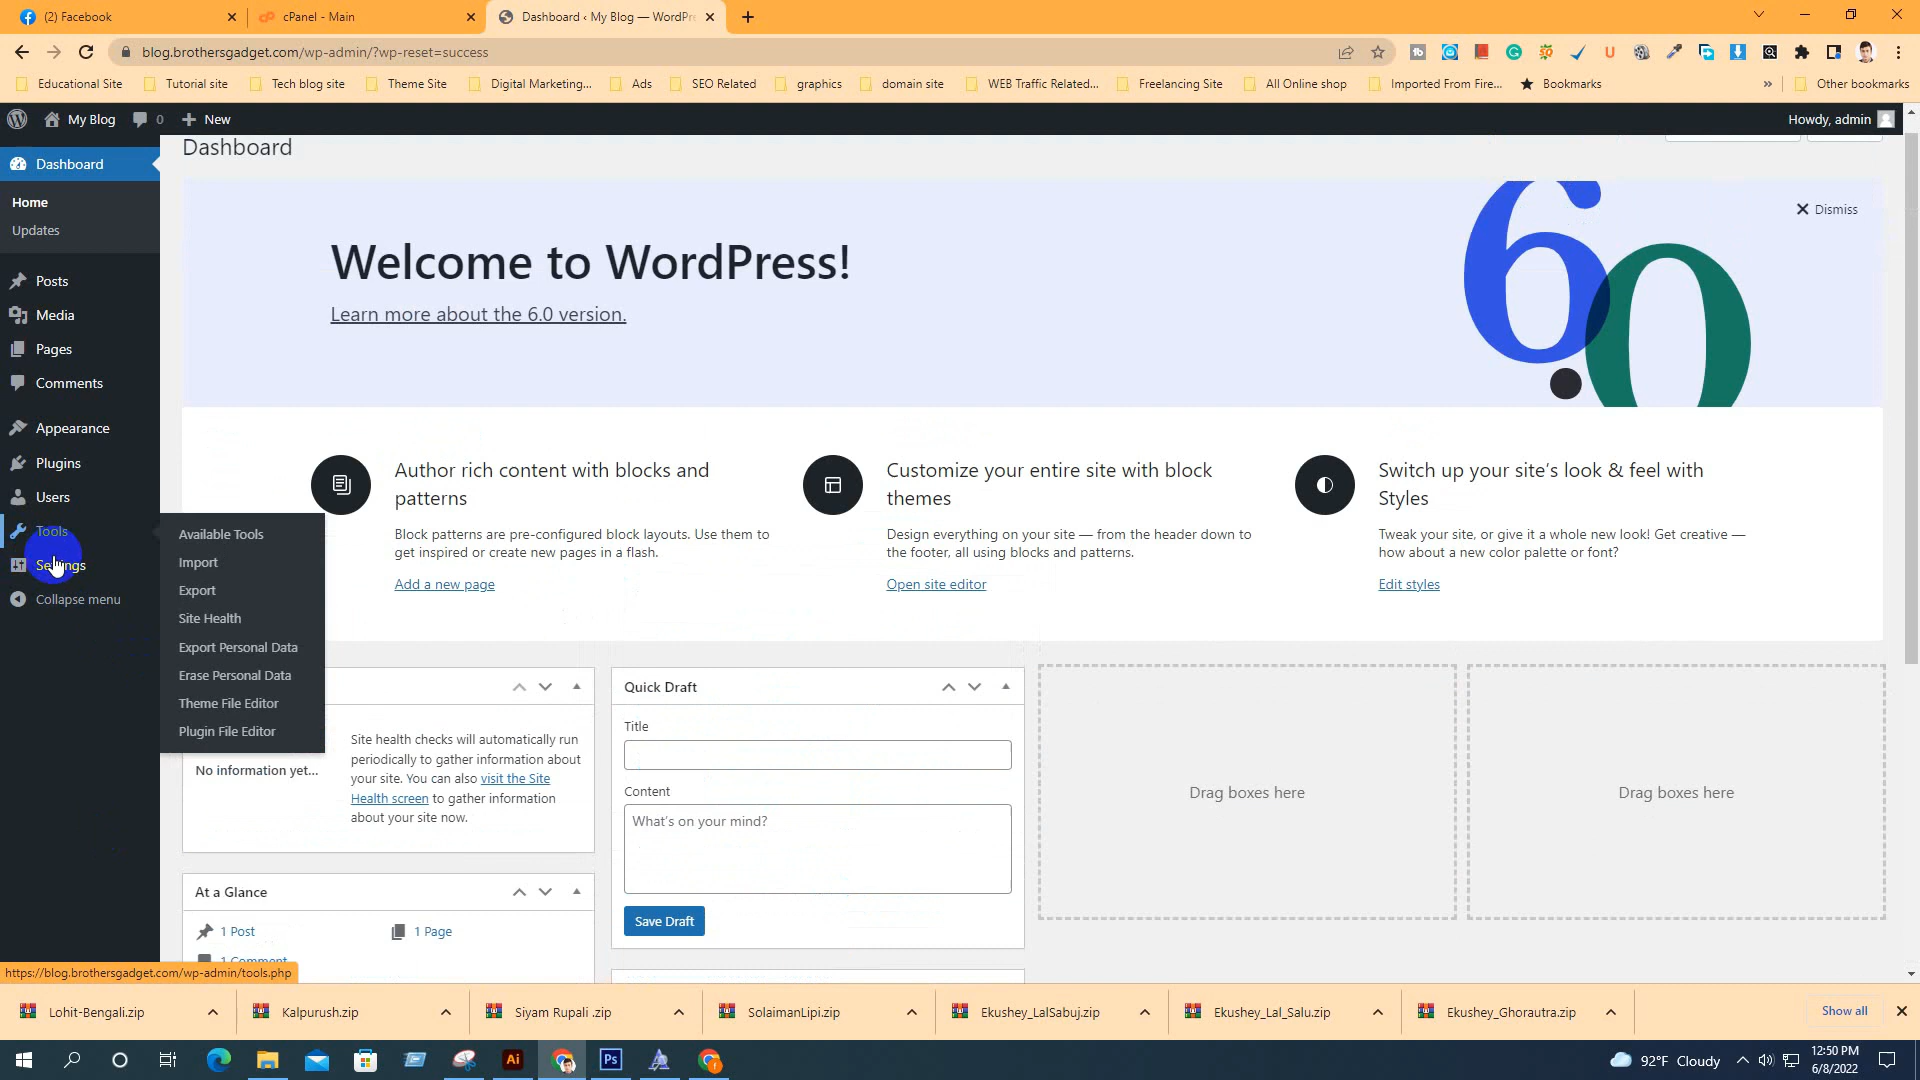 (2) Facebook
cPanel - Main
Dashboard ‹ My Blog — WordPre
blog.brothersgadget.com/wp-admin/?wp-reset=success
Educational Site
Tutorial site
Tech blog site
Theme Site
Digital Marketing...
Ads
SEO Related
graphics
domain site
WEB Traffic Related...
Freelancing Site
All Online shop
Imported From Fire...
Bookmarks
»
Other bookmarks
My Blog
0
New
Howdy, admin
Dashboard
Dashboard
Home
Updates
Posts
Media
Pages
Comments
Appearance
Plugins
Users
Tools
Settings
Collapse menu
Available Tools
Import
Export
Site Health
Export Personal Data
Erase Personal Data
Theme File Editor
Plugin File Editor
Welcome to WordPress!
Learn more about the 6.0 version.
Dismiss
6.0
Author rich content with blocks and
patterns
Block patterns are pre-configured block layouts. Use them to
get inspired or create new pages in a flash.
Add a new page
Customize your entire site with block
themes
Design everything on your site — from the header down to
the footer, all using blocks and patterns.
Open site editor
Switch up your site's look & feel with
Styles
Tweak your site, or give it a whole new look! Get creative —
how about a new color palette or font?
Edit styles
No information yet...
Site health checks will automatically run
periodically to gather information about
your site. You can also visit the Site
Health screen to gather information
about your site now.
At a Glance
1 Post
1 Page
1 Comment
Quick Draft
Title
Content
What's on your mind?
Save Draft
Drag boxes here
Drag boxes here
https://blog.brothersgadget.com/wp-admin/tools.php
Lohit-Bengali.zip
Kalpurush.zip
Siyam Rupali .zip
SolaimanLipi.zip
Ekushey_LalSabuj.zip
Ekushey_Lal_Salu.zip
Ekushey_Ghorautra.zip
Show all
Ai
Ps
92°F Cloudy
12:50 PM
6/8/2022